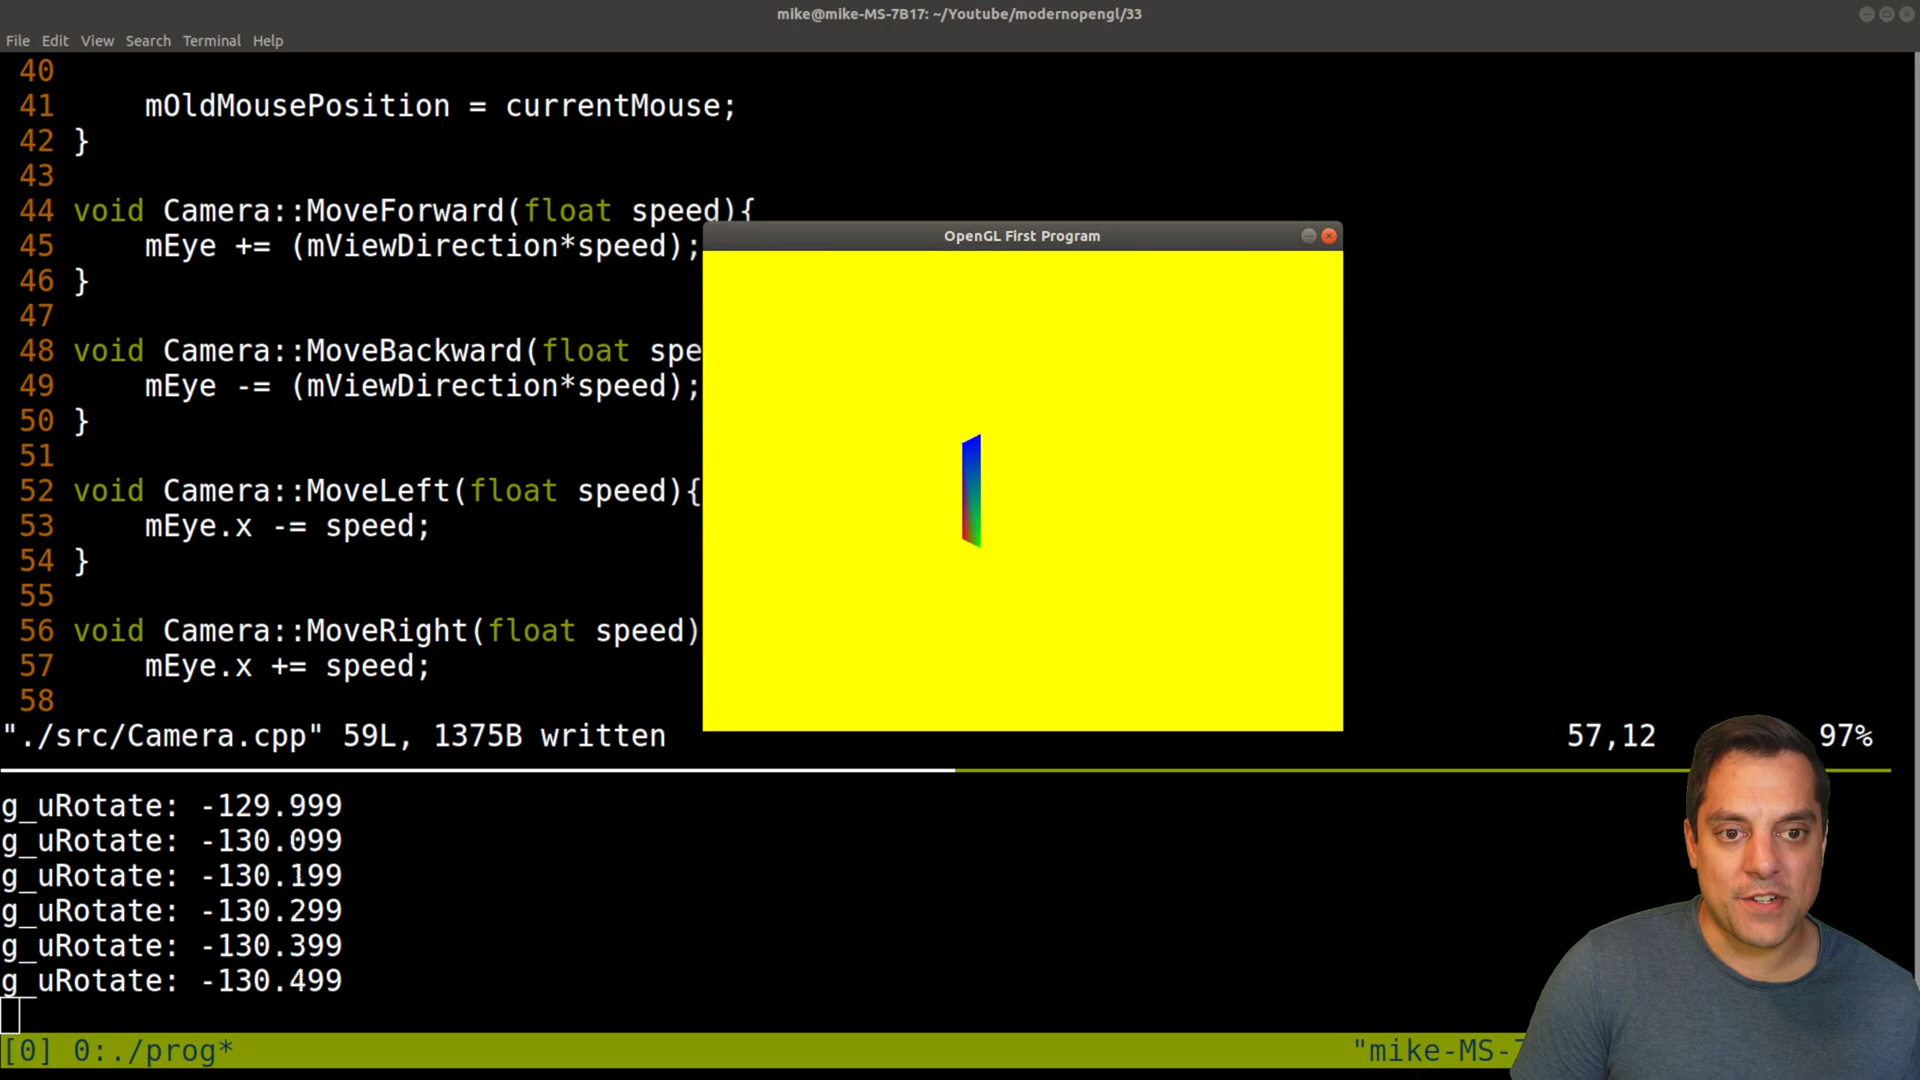 mike@mike-MS-7B17: ~/Youtube/modernopengl/33
File Edit View Search Terminal Help
40
41 mOldMousePosition = currentMouse;
42 }
43
44 void Camera::MoveForward(float speed){
45 mEye += (mViewDirection*speed);
46 }
47
48 void Camera::MoveBackward(float spe
49 mEye -= (mViewDirection*speed);
50 }
51
52 void Camera::MoveLeft(float speed){
53 mEye.x -= speed;
54 }
55
56 void Camera::MoveRight(float speed)
57 mEye.x += speed;
58
OpenGL First Program
"./src/Camera.cpp" 59L, 1375B written 57,12 97%
g_uRotate: -129.999
g_uRotate: -130.099
g_uRotate: -130.199
g_uRotate: -130.299
g_uRotate: -130.399
g_uRotate: -130.499
[0] 0:./prog* "mike-MS-7